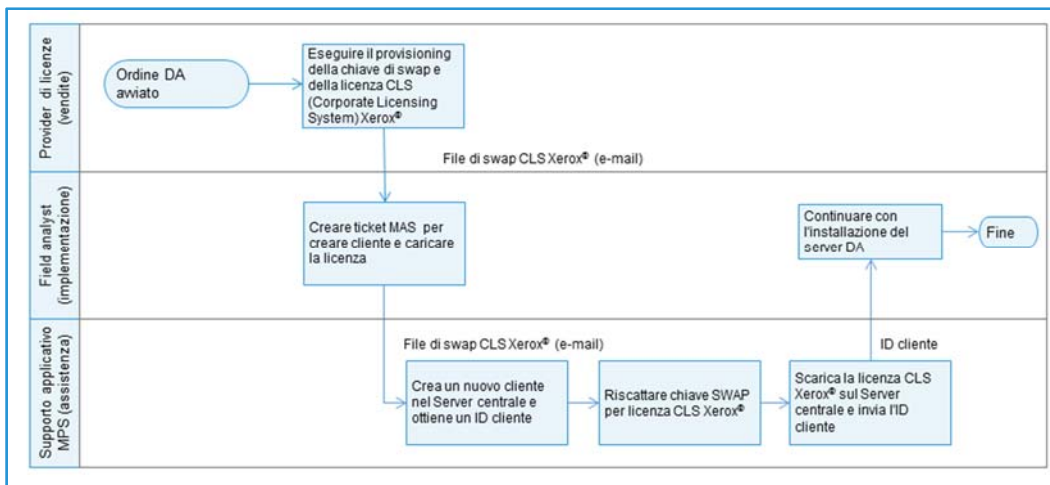 Provider di licenze
(vendite)
Ordine DA
avviato
Eseguire il provisioning
della chiave di swap e
della licenza CLS
(Corporate Licensing
System) Xerox®
File di swap CLS Xerox® (e-mail)
Field analyst
(implementazione)
Creare ticket MAS per
creare cliente e caricare
la licenza
Continuare con
l'installazione del
server DA
Fine
Supporto applicativo
MPS (assistenza)
File di swap CLS Xerox® (e-mail)
ID cliente
Crea un nuovo cliente
nel Server centrale e
ottiene un ID cliente
Riscattare chiave SWAP
per licenza CLS Xerox®
Scarica la licenza CLS
Xerox® sul Server
centrale e invia l'ID
cliente